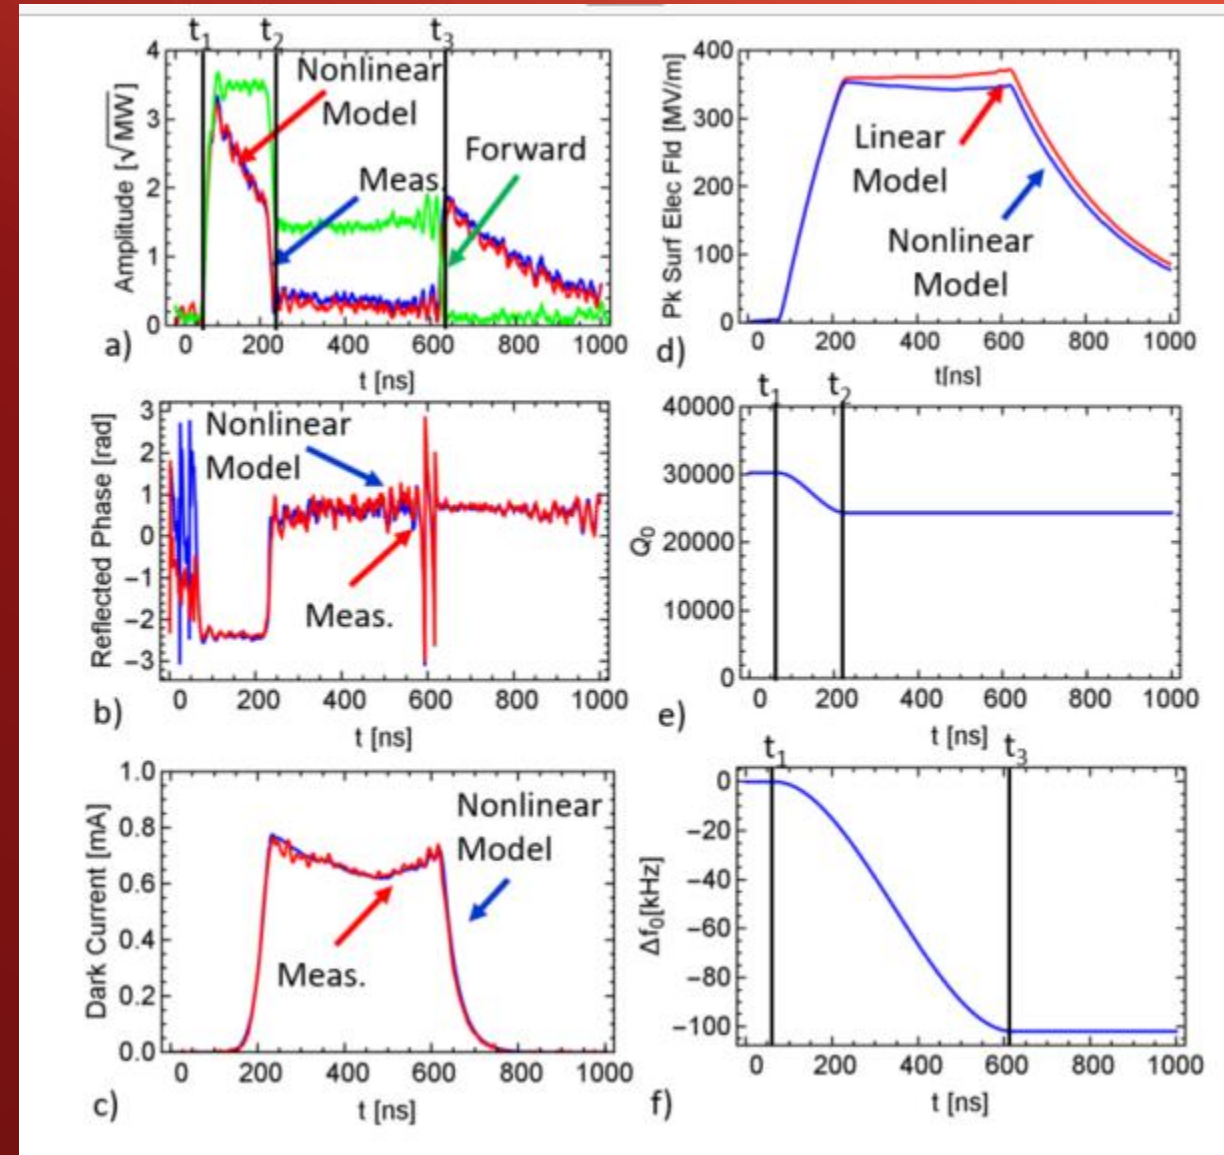 t1 t2 t3
Amplitude [√MW]
4
3
2
1
0
Nonlinear
Model
Forward
Meas.
0 200 400 600 800 1000
t [ns]
a)
Pk Surf Elec Fld [MV/m]
400
300
200
100
0
Linear
Model
Nonlinear
Model
0 200 400 600 800 1000
t[ns]
d)
Reflected Phase [rad]
3
2
1
0
−1
−2
−3
Nonlinear
Model
Meas.
0 200 400 600 800 1000
t [ns]
b)
t1 t2
Q0
40000
30000
20000
10000
0
0 200 400 600 800 1000
t [ns]
e)
Dark Current [mA]
1.0
0.8
0.6
0.4
0.2
0.0
Nonlinear
Model
Meas.
0 200 400 600 800 1000
t [ns]
c)
t1 t3
Δf0[kHz]
0
−20
−40
−60
−80
−100
0 200 400 600 800 1000
t [ns]
f)